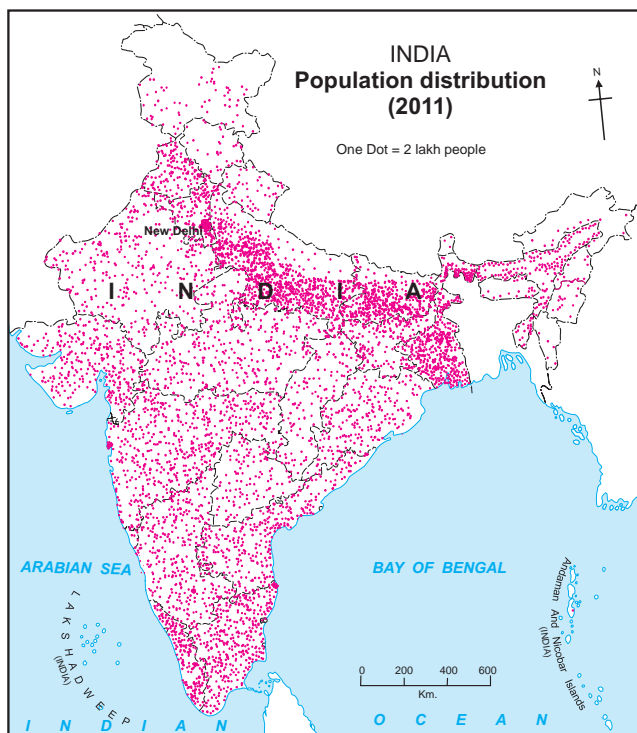 INDIA
Population distribution
(2011)
N
One Dot = 2 lakh people
New Delhi
I N D I A
ARABIAN SEA
BAY OF BENGAL
LAKSHADWEEP
(INDIA)
Andaman And Nicobar Islands
(INDIA)
0 200 400 600
Km.
I N D I A N O C E A N